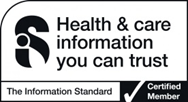 Health & care
information
you can trust
The Information Standard
Certified
Member